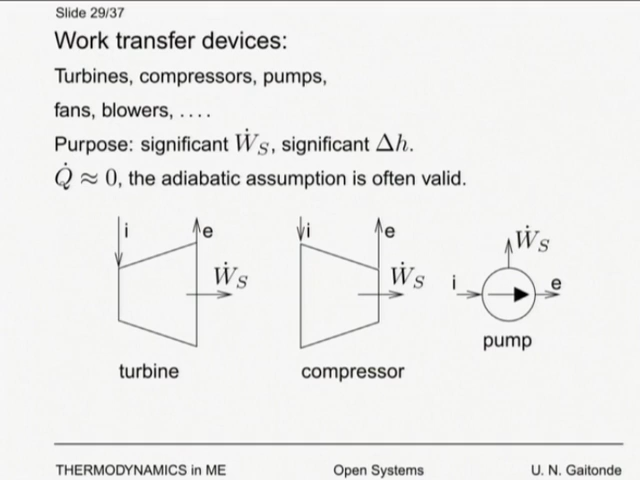 Slide 29/37
Work transfer devices:
Turbines, compressors, pumps,
fans, blowers, ....
Purpose: significant Ẇ_S, significant Δh.
Q̇ ≈ 0, the adiabatic assumption is often valid.
i e i e Ẇ_S
Ẇ_S Ẇ_S i e
pump
turbine compressor
THERMODYNAMICS in ME Open Systems U. N. Gaitonde